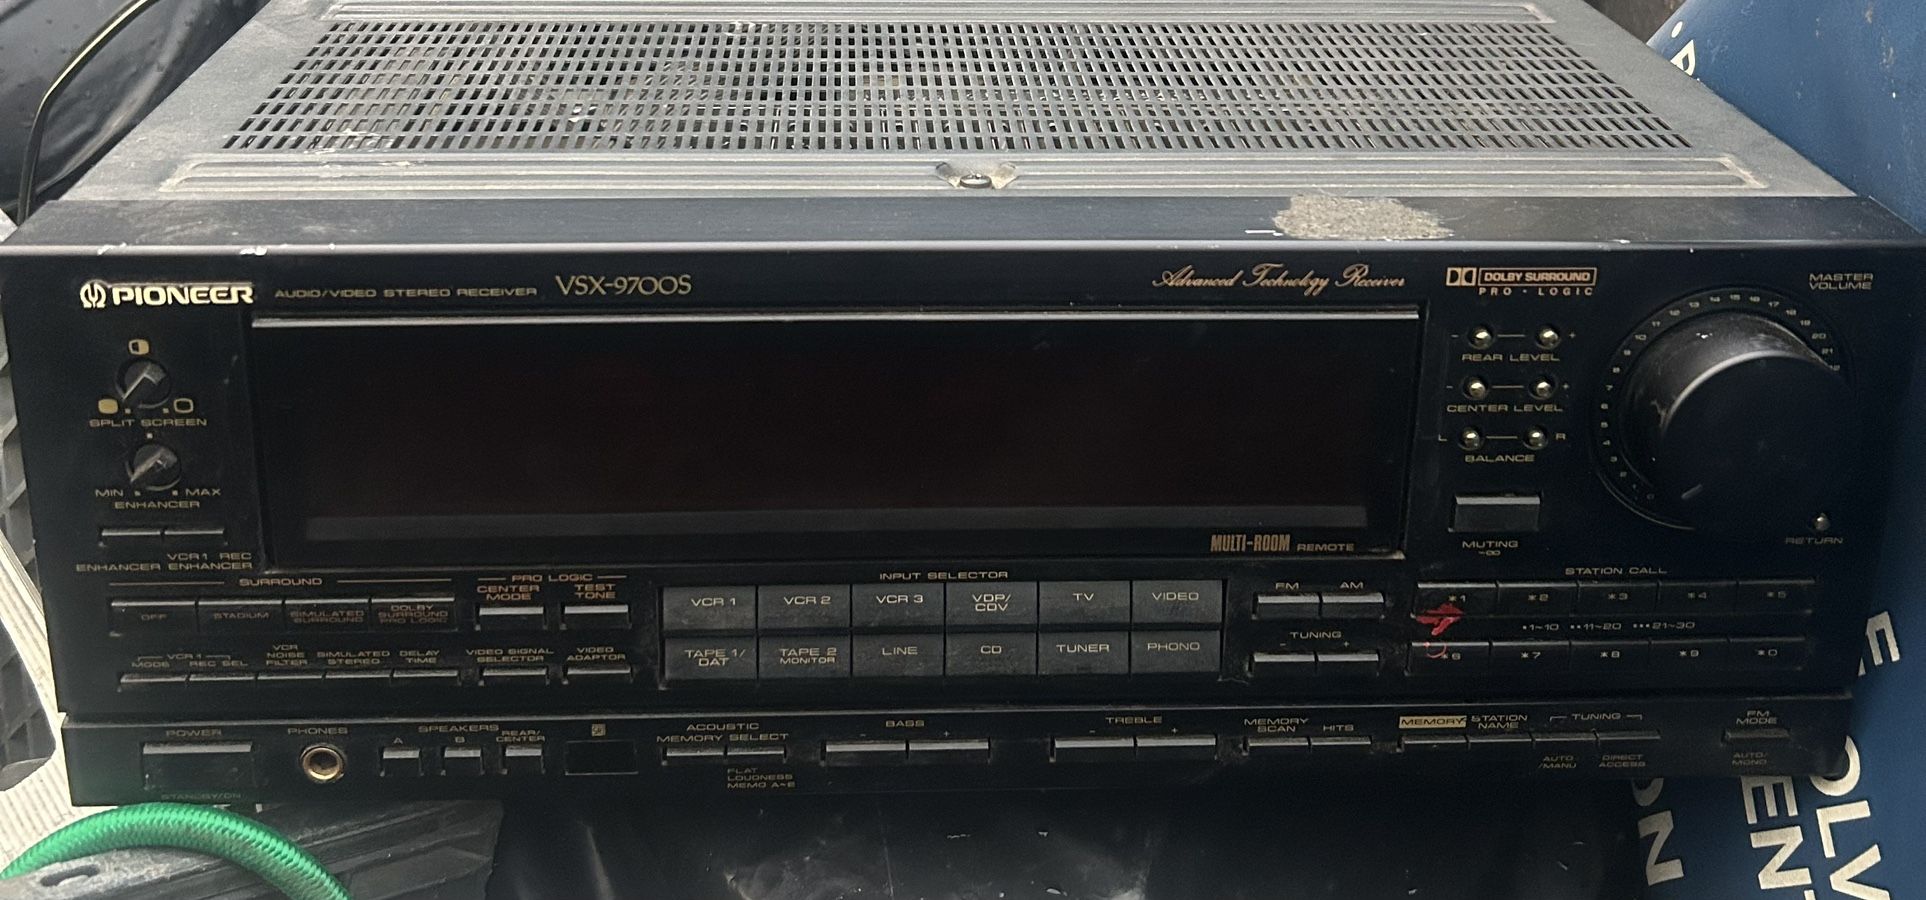 PIONEER AUDIO/VIDEO STEREO RECEIVER VSX-9700S
Advanced Technology Receiver
DOLBY SURROUND
PRO · LOGIC
MASTER
VOLUME
SPLIT SCREEN
MIN MAX
ENHANCER
ENHANCER
VCR 1 REC
ENHANCER
- +
REAR LEVEL
- +
CENTER LEVEL
L R
BALANCE
MUTING
-∞
RETURN
MULTI-ROOM REMOTE
SURROUND
OFF
STADIUM
SIMULATED
SURROUND
DOLBY
SURROUND
PRO LOGIC
PRO LOGIC
CENTER
MODE
TEST
TONE
VCR 1
MODE
REC SEL
VCR
NOISE
FILTER
SIMULATED
STEREO
DELAY
TIME
VIDEO SIGNAL
SELECTOR
VIDEO
ADAPTOR
INPUT SELECTOR
VCR 1
VCR 2
VCR 3
VDP/
CDV
TV
VIDEO
TAPE 1/
DAT
TAPE 2
MONITOR
LINE
CD
TUNER
PHONO
FM
AM
TUNING
- +
STATION CALL
*1 *2 *3 *4 *5
•1~10 ••11~20 •••21~30
*6 *7 *8 *9 *0
POWER
STANDBY/ON
PHONES
SPEAKERS
A
B
REAR/
CENTER
ACOUSTIC
MEMORY SELECT
FLAT
LOUDNESS
MEMO A~E
BASS
- +
TREBLE
- +
MEMORY
SCAN
HITS
MEMORY
STATION
NAME
TUNING
AUTO
/MANU
DIRECT
ACCESS
FM
MODE
AUTO/
MONO